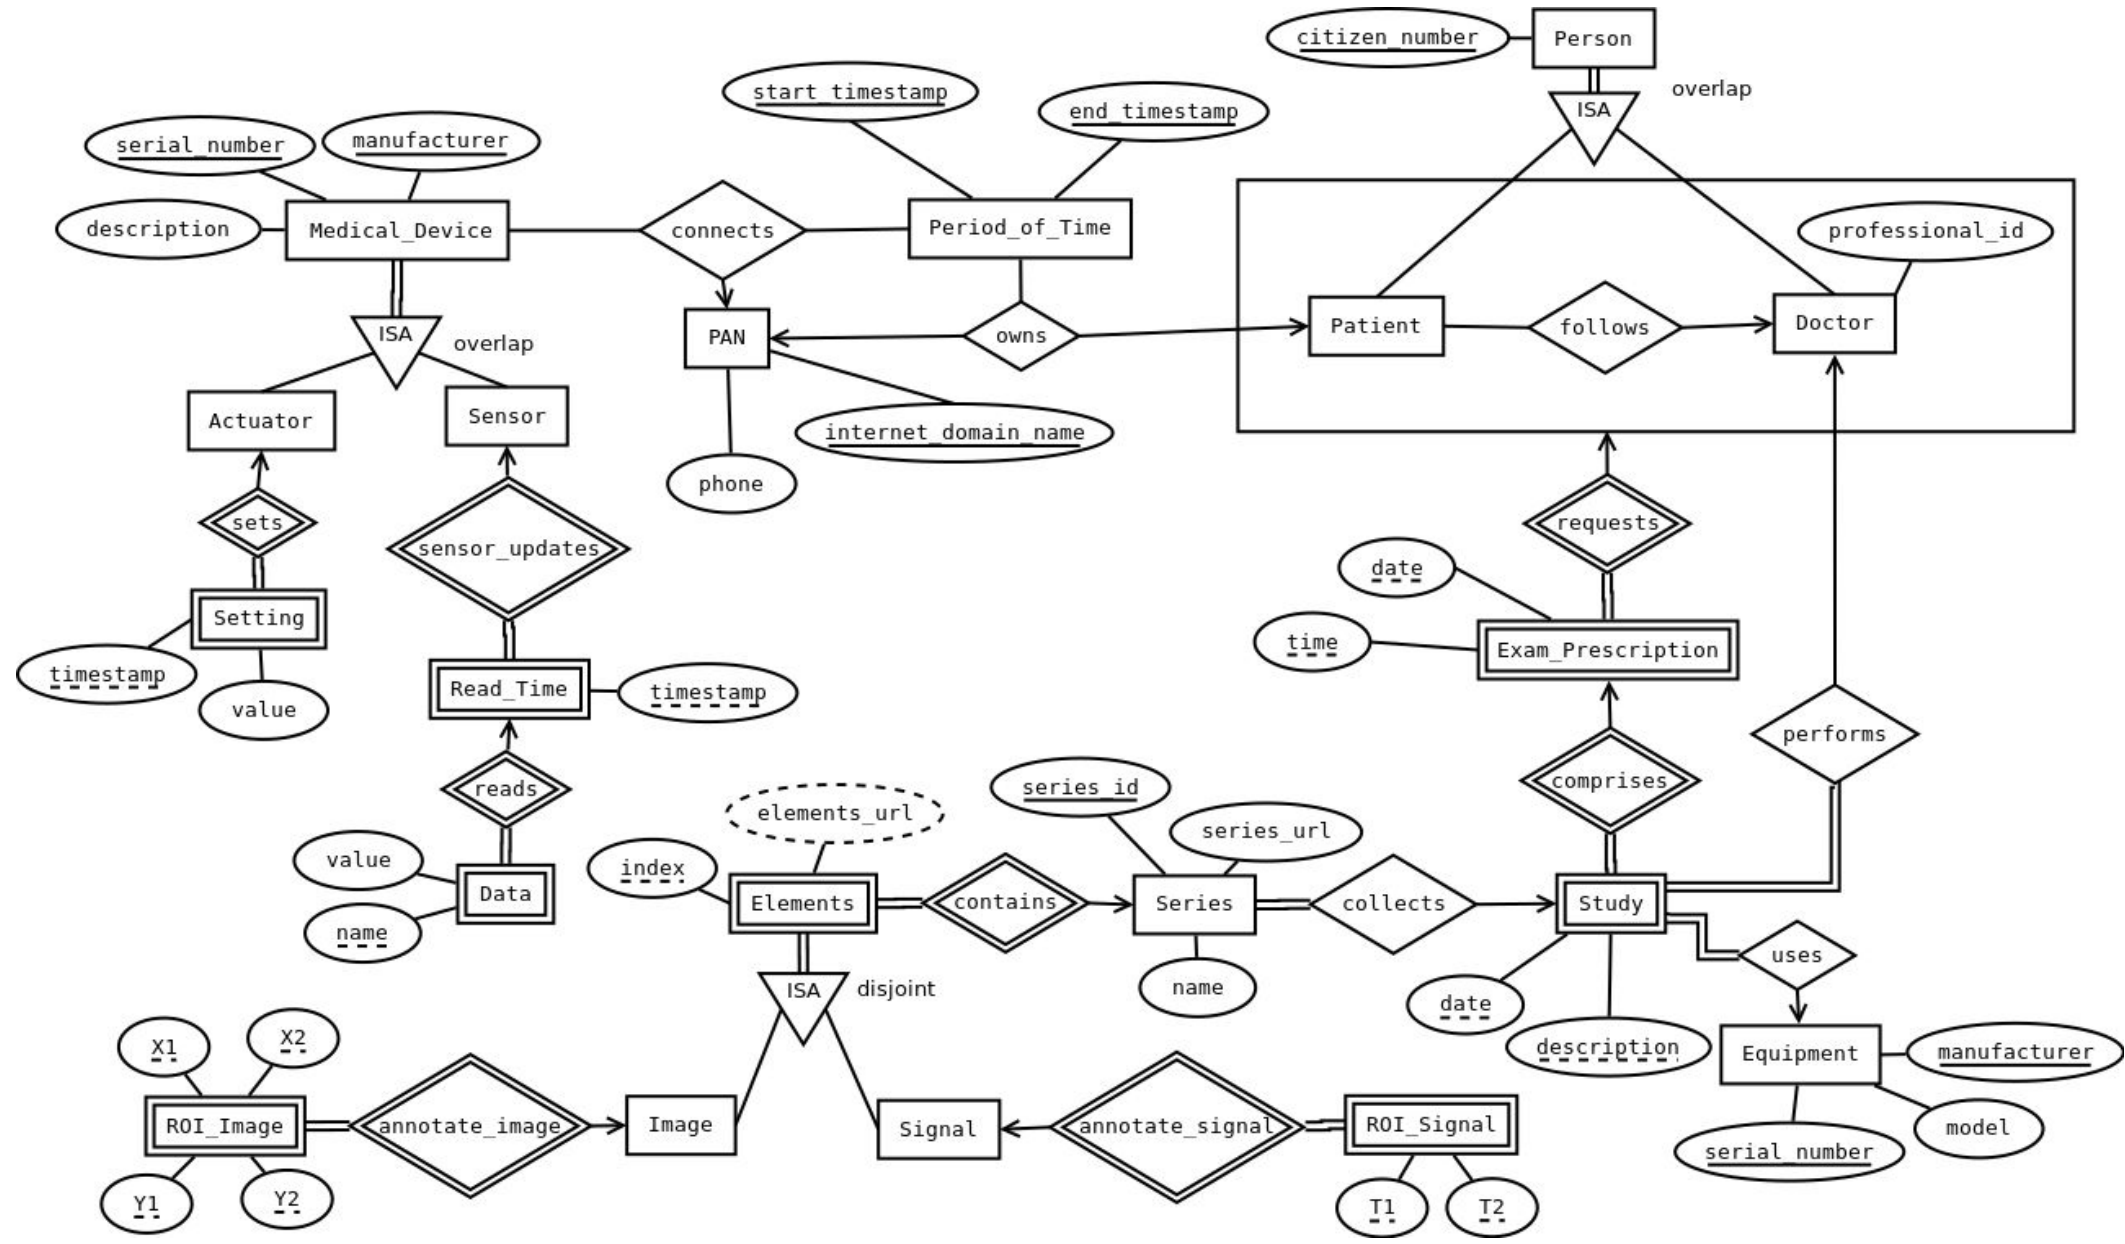 citizen_number
Person
overlap
ISA
start_timestamp
end_timestamp
serial_number
manufacturer
description
Medical_Device
connects
Period_of_Time
professional_id
ISA
overlap
PAN
owns
Patient
follows
Doctor
Actuator
Sensor
internet_domain_name
phone
sets
sensor_updates
requests
date
Setting
time
Exam_Prescription
timestamp
value
Read_Time
timestamp
performs
reads
comprises
series_id
elements_url
series_url
value
index
Data
name
Elements
contains
Series
collects
Study
uses
ISA
disjoint
name
date
description
X1
X2
Equipment
manufacturer
ROI_Image
annotate_image
Image
Signal
annotate_signal
ROI_Signal
model
serial_number
Y1
Y2
T1
T2